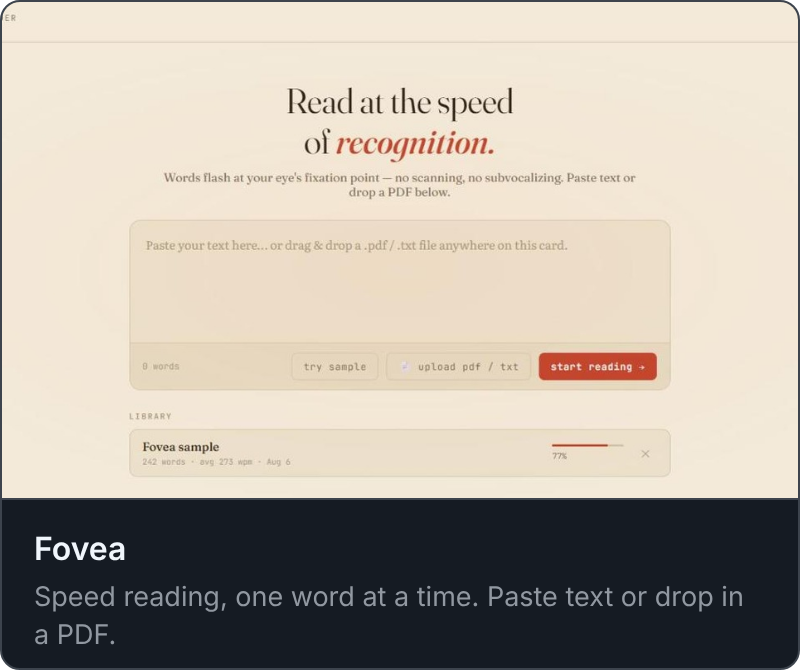 ER
Read at the speed
of recognition.
Words flash at your eye's fixation point — no scanning, no subvocalizing. Paste text or
drop a PDF below.
Paste your text here... or drag & drop a .pdf / .txt file anywhere on this card.
0 words
try sample
upload pdf / txt
start reading →
LIBRARY
Fovea sample
242 words · avg 273 wpm · Aug 6
77%
×
Fovea
Speed reading, one word at a time. Paste text or drop in
a PDF.